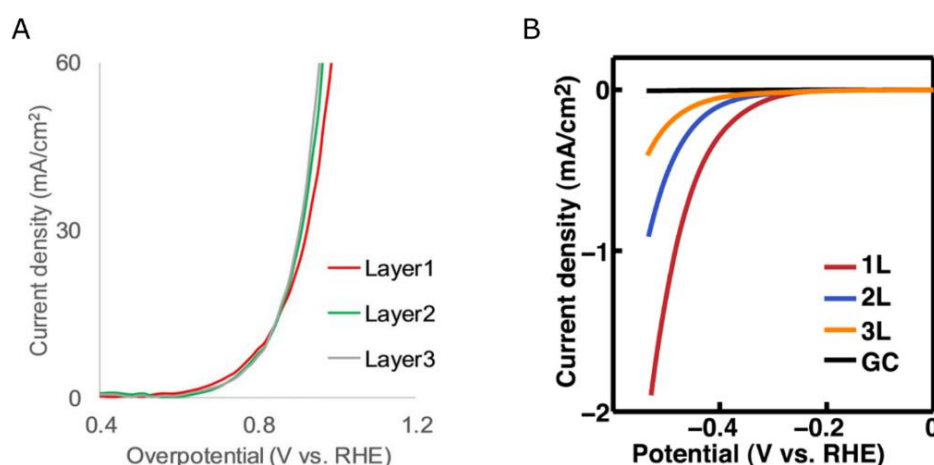 A
60
30
0
0.4
0.8
1.2
Current density (mA/cm²)
Overpotential (V vs. RHE)
Layer1
Layer2
Layer3
B
0
−1
−2
−0.4
−0.2
0
Current density (mA/cm²)
Potential (V vs. RHE)
1L
2L
3L
GC